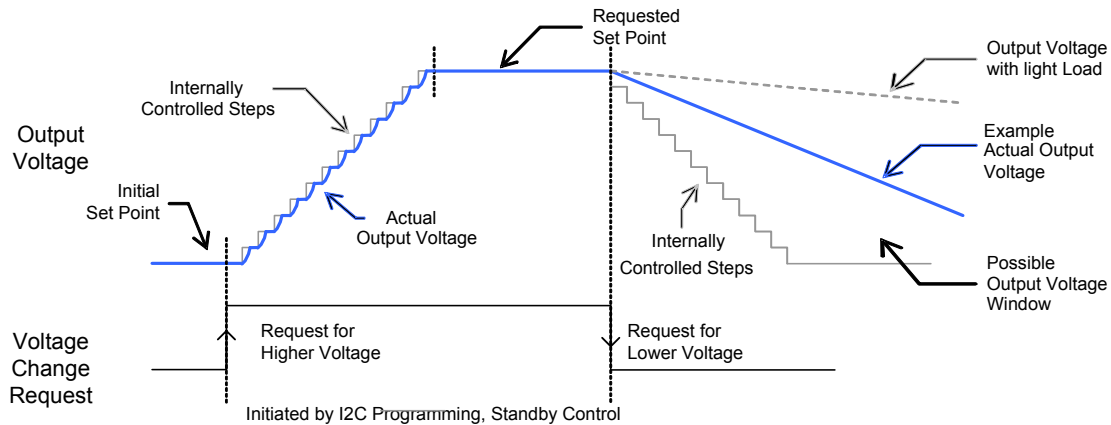 Requested
Set Point
Output Voltage
with light Load
Internally
Controlled Steps
Output
Voltage
Example
Actual Output
Voltage
Initial
Set Point
Actual
Output Voltage
Internally
Controlled Steps
Possible
Output Voltage
Window
Voltage
Change
Request
Request for
Higher Voltage
Request for
Lower Voltage
Initiated by I2C Programming, Standby Control